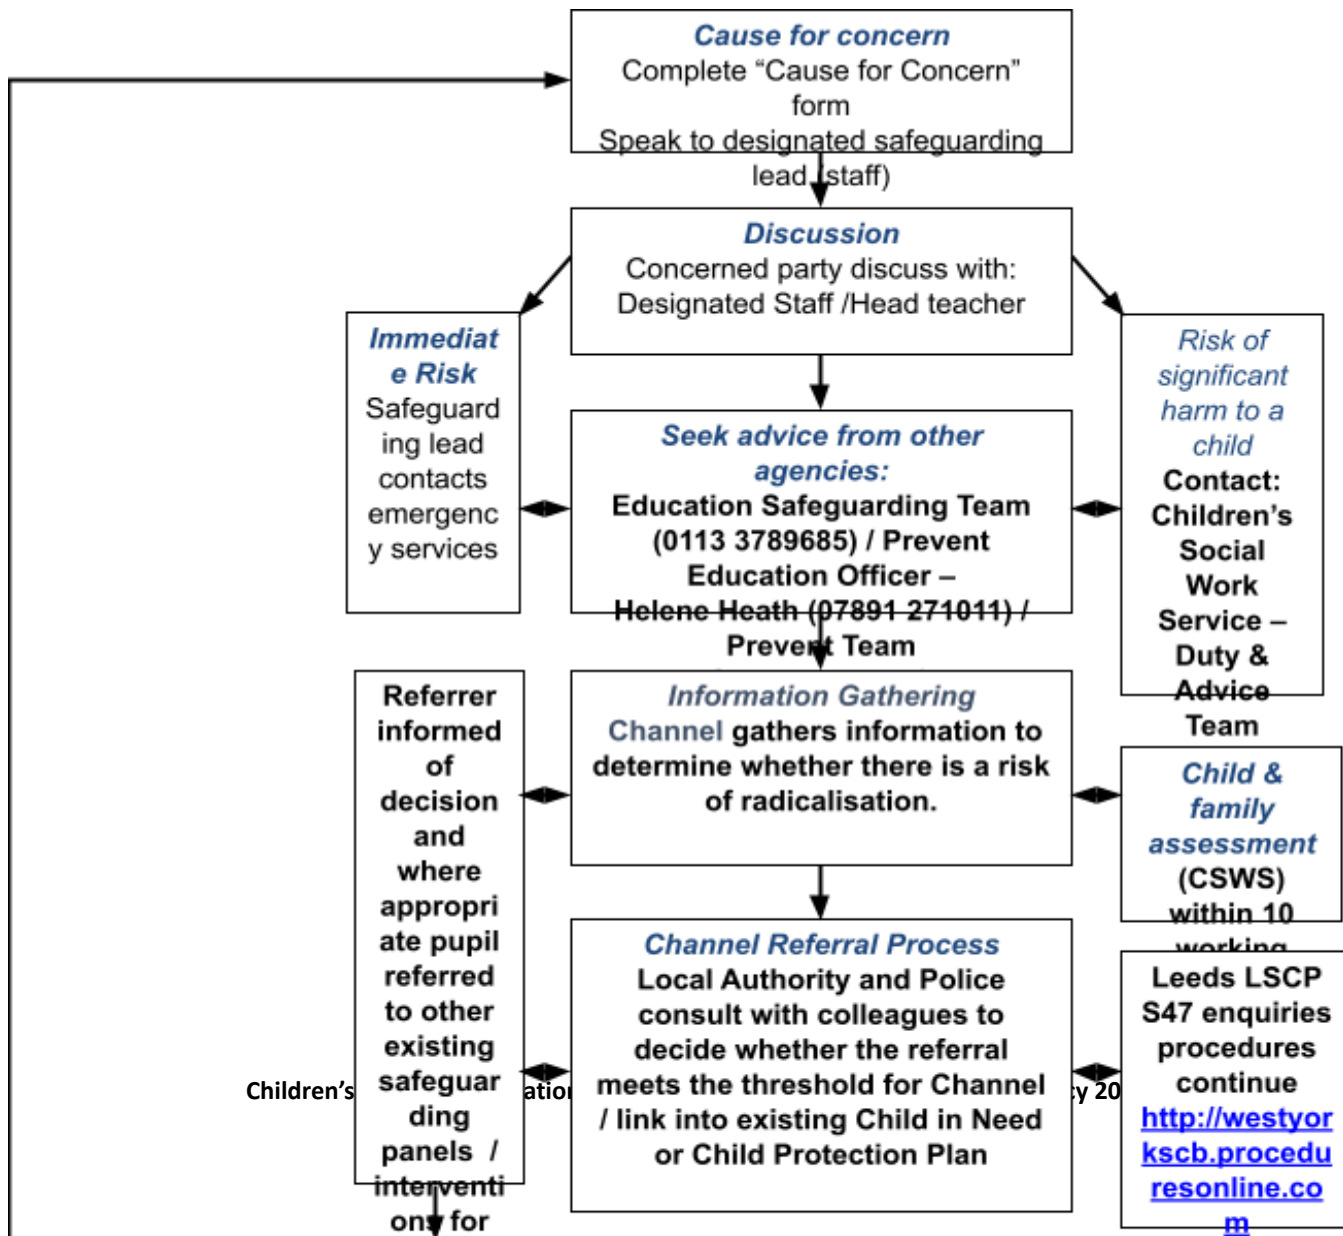 Cause for concern
Complete “Cause for Concern”
form
Speak to designated safeguarding
lead (staff)
Discussion
Concerned party discuss with:
Designated Staff /Head teacher
Immediat
e Risk
Safeguard
ing lead
contacts
emergenc
y services
Seek advice from other
agencies:
Education Safeguarding Team
(0113 3789685) / Prevent
Education Officer –
Helene Heath (07891 271011) /
Prevent Team
Risk of
significant
harm to a
child
Contact:
Children’s
Social
Work
Service –
Duty &
Advice
Team
Referrer
informed
of
decision
and
where
appropri
ate pupil
referred
to other
existing
safeguar
ding
panels /
interventi
ons for
Information Gathering
Channel gathers information to
determine whether there is a risk
of radicalisation.
Child &
family
assessment
(CSWS)
within 10
working
Channel Referral Process
Local Authority and Police
consult with colleagues to
decide whether the referral
meets the threshold for Channel
/ link into existing Child in Need
or Child Protection Plan
Leeds LSCP
S47 enquiries
procedures
continue
http://westyor
kscb.procedu
resonline.co
m
Children’s ation cy 20